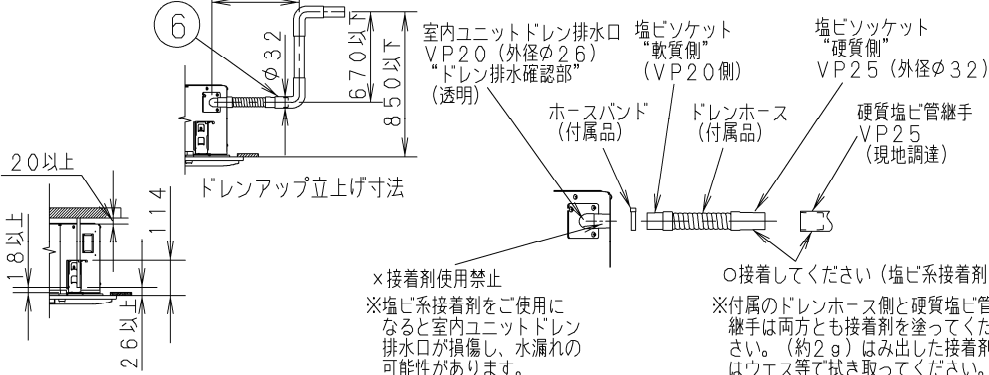 6
φ32
670以下
850以下
ドレンアップ立上げ寸法
20以上
114
18以上
26以上
室内ユニットドレン排水口
VP20(外径φ26)
“ドレン排水確認部”
(透明)
塩ビソケット
“軟質側”
(VP20側)
塩ビソッケット
“硬質側”
VP25(外径φ32)
ホースバンド
(付属品)
ドレンホース
(付属品)
硬質塩ビ管継手
VP25
(現地調達)
×接着剤使用禁止
※塩ビ系接着剤をご使用に
なると室内ユニットドレン
排水口が損傷し、水漏れの
可能性があります。
○接着してください(塩ビ系接着剤
※付属のドレンホース側と硬質塩ビ管
継手は両方とも接着剤を塗ってくだ
さい。(約2g)はみ出した接着剤
はウエス等で拭き取ってください。